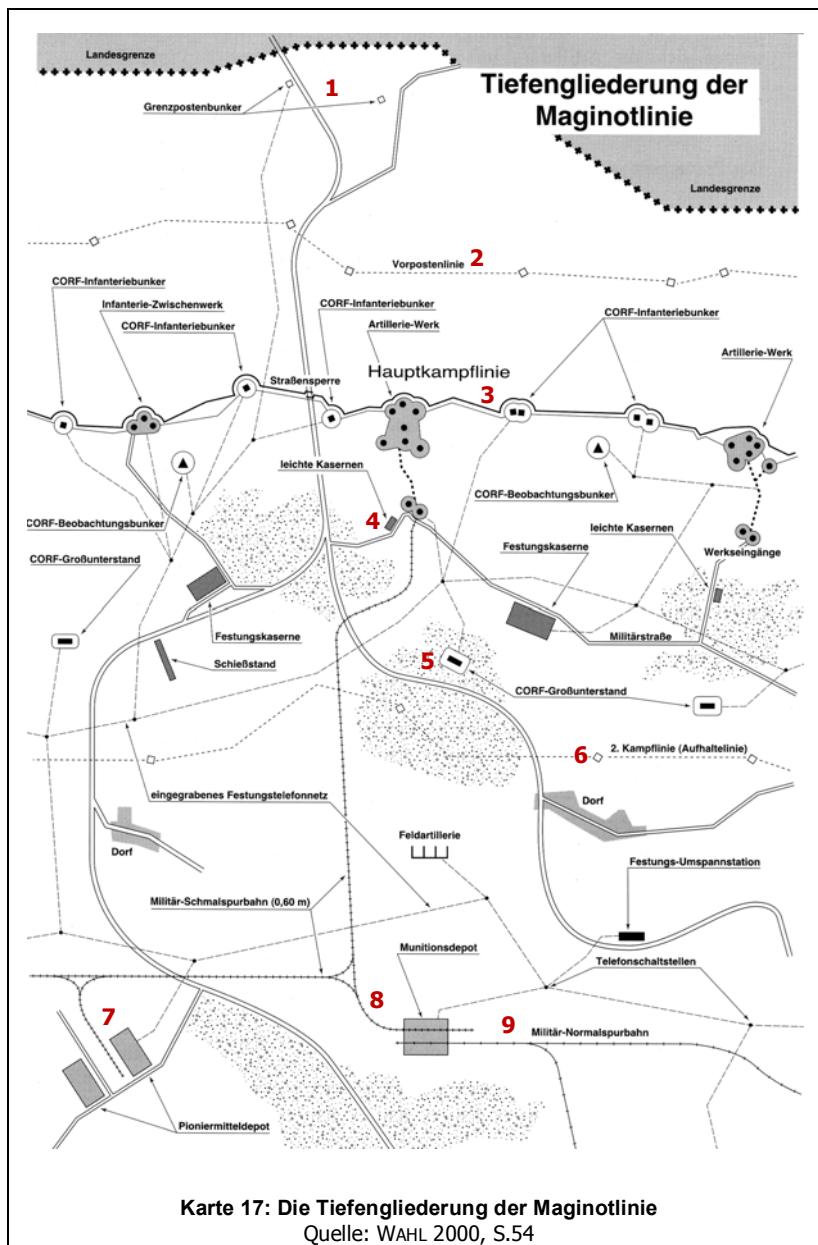 Landesgrenze
1
Tiefengliederung der
Maginotlinie
Grenzpostenbunker
Landesgrenze
2
Vorpostenlinie
CORF-Infanteriebunker
Infanterie-Zwischenwerk
CORF-Infanteriebunker
CORF-Infanteriebunker
Artillerie-Werk
CORF-Infanteriebunker
Artillerie-Werk
Hauptkampflinie
Straßensperre
3
leichte Kasernen
CORF-Beobachtungsbunker
4
CORF-Beobachtungsbunker
leichte Kasernen
CORF-Großunterstand
Festungskaserne
Werkseingänge
Festungskaserne
Militärstraße
Schießstand
5
CORF-Großunterstand
6
2. Kampflinie (Aufhaltelinie)
eingegrabenes Festungstelefonnetz
Dorf
Feldartillerie
Dorf
Festungs-Umspannstation
Militär-Schmalspurbahn (0,60 m)
Munitionsdepot
Telefonschaltstellen
7
8
9
Militär-Normalspurbahn
Pioniermitteldepot
Karte 17: Die Tiefengliederung der Maginotlinie
Quelle: WAHL 2000, S.54